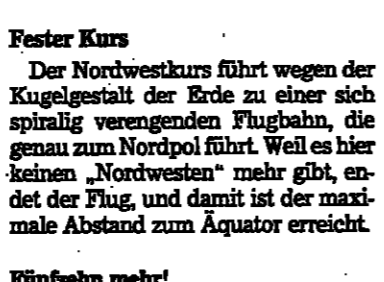 Fester Kurs
Der Nordwestkurs führt wegen der
Kugelgestalt der Erde zu einer sich
spiralig verengenden Flugbahn, die
genau zum Nordpol führt. Weil es hier
keinen „Nordwesten“ mehr gibt, en-
det der Flug, und damit ist der maxi-
male Abstand zum Äquator erreicht.
Fünfzehn mehr!